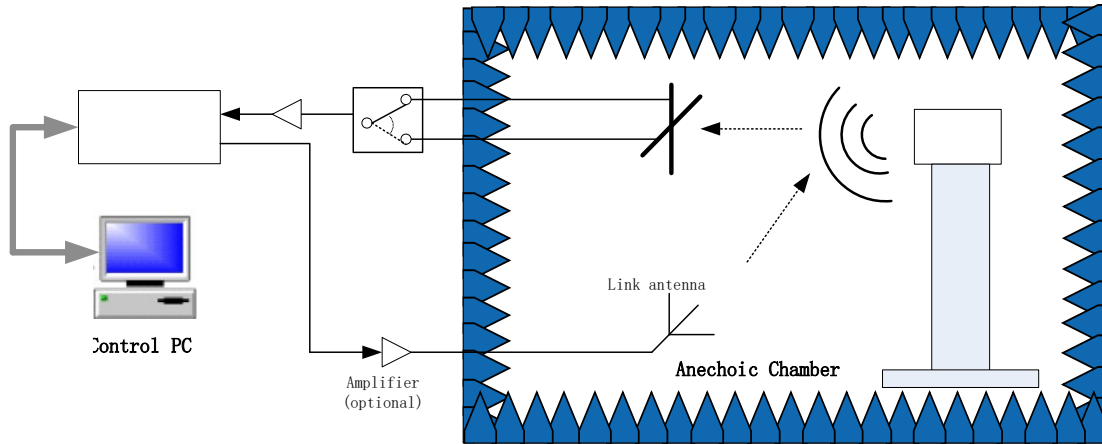 Link antenna
Control PC
Amplifier
(optional)
Anechoic Chamber